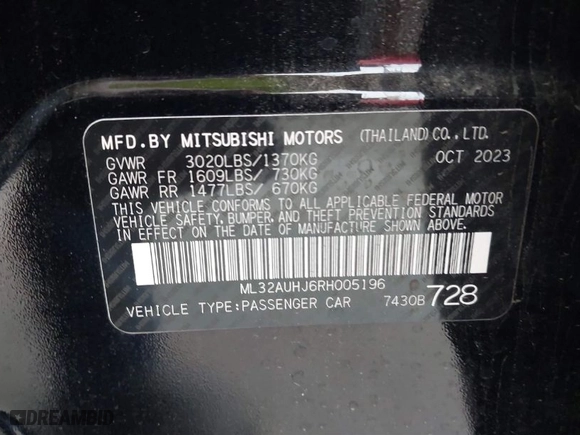 MFD.BY MITSUBISHI MOTORS (THAILAND) CO., LTD.
GVWR 3020LBS/1370KG OCT 2023
GAWR FR 1609LBS/ 730KG
GAWR RR 1477LBS/ 670KG
THIS VEHICLE CONFORMS TO ALL APPLICABLE FEDERAL MOTOR
VEHICLE SAFETY, BUMPER, AND THEFT PREVENTION STANDARDS
IN EFFECT ON THE DATE OF MANUFACTURE SHOWN ABOVE.
ML32AUHJ6RH005196
VEHICLE TYPE:PASSENGER CAR 7430B 728
DREAMBID